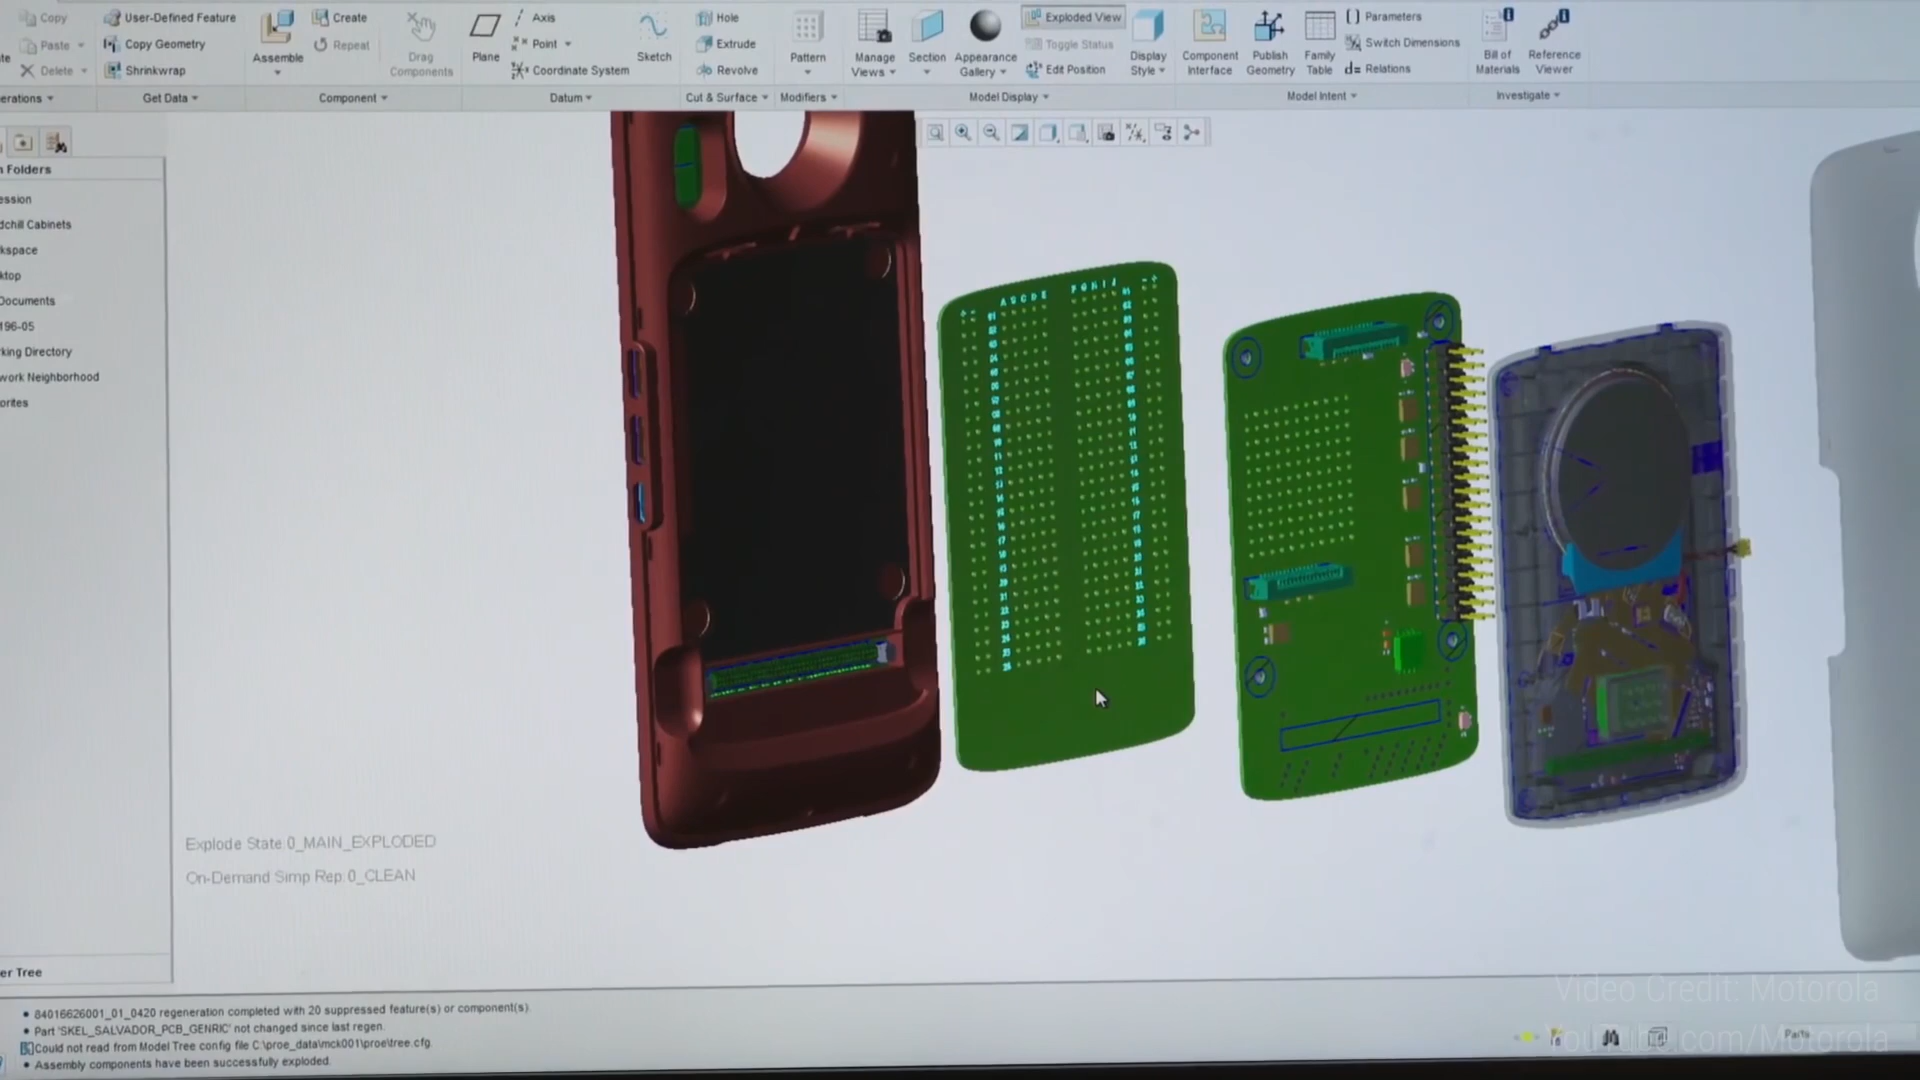 Copy
User-Defined Feature
Create
Axis
Hole
Exploded View
Parameters
Paste
Copy Geometry
Repeat
Point
Extrude
Toggle Status
Switch Dimensions
Delete
Shrinkwrap
Assemble
Drag
Components
Plane
Coordinate System
Sketch
Revolve
Pattern
Manage
Views
Section
Appearance
Gallery
Edit Position
Display
Style
Component
Interface
Publish
Geometry
Family
Table
d= Relations
Bill of
Materials
Reference
Viewer
erations
Get Data
Component
Datum
Cut & Surface
Modifiers
Model Display
Model Intent
Investigate
n Folders
ession
dchill Cabinets
kspace
ktop
Documents
196-05
king Directory
work Neighborhood
orites
A B C D E
F G H I J
Explode State:0_MAIN_EXPLODED
On-Demand Simp Rep:0_CLEAN
er Tree
• 84016626001_01_0420 regeneration completed with 20 suppressed feature(s) or component(s).
• Part 'SKEL_SALVADOR_PCB_GENRIC' not changed since last regen.
Could not read from Model Tree config file C:\proe_data\mck001\proe\tree.cfg.
• Assembly components have been successfully exploded.
Parts
Video Credit: Motorola
YouTube.com/Motorola